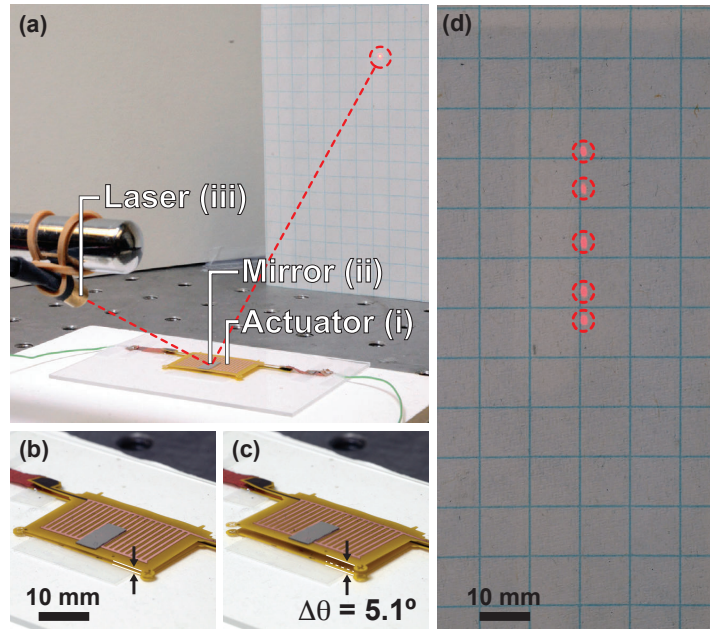 (a)
Laser (iii)
Mirror (ii)
Actuator (i)
(b)
10 mm
(c)
Δθ = 5.1º
(d)
10 mm